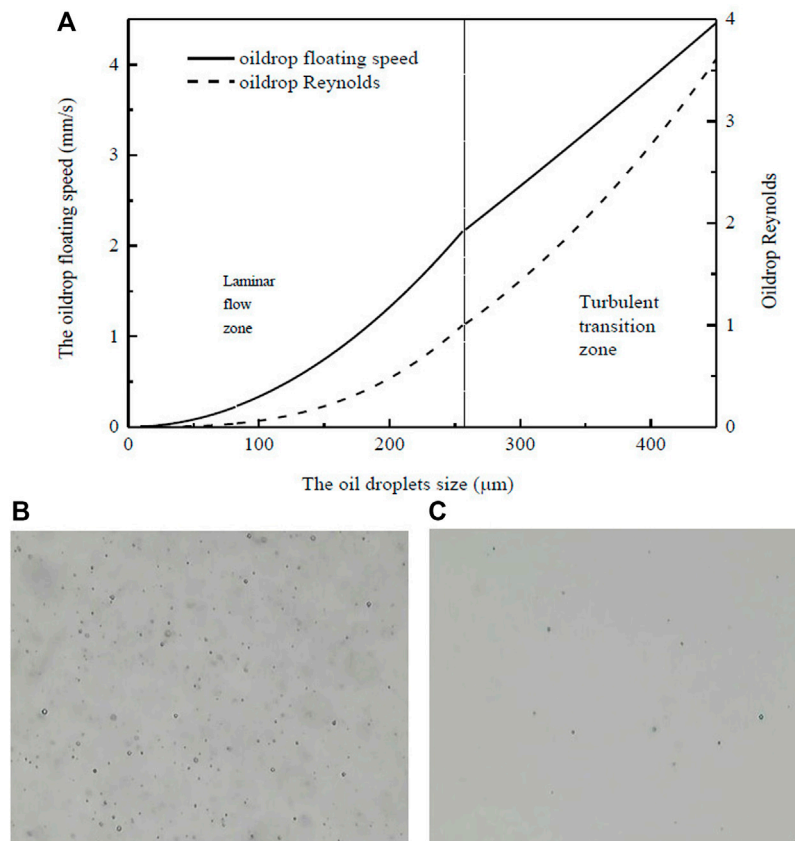 A
oildrop floating speed
oildrop Reynolds
The oildrop floating speed (mm/s)
4
3
2
1
0
Laminar
flow
zone
Turbulent
transition
zone
4
3
2
1
0
Oildrop Reynolds
0 100 200 300 400
The oil droplets size (μm)
B
C